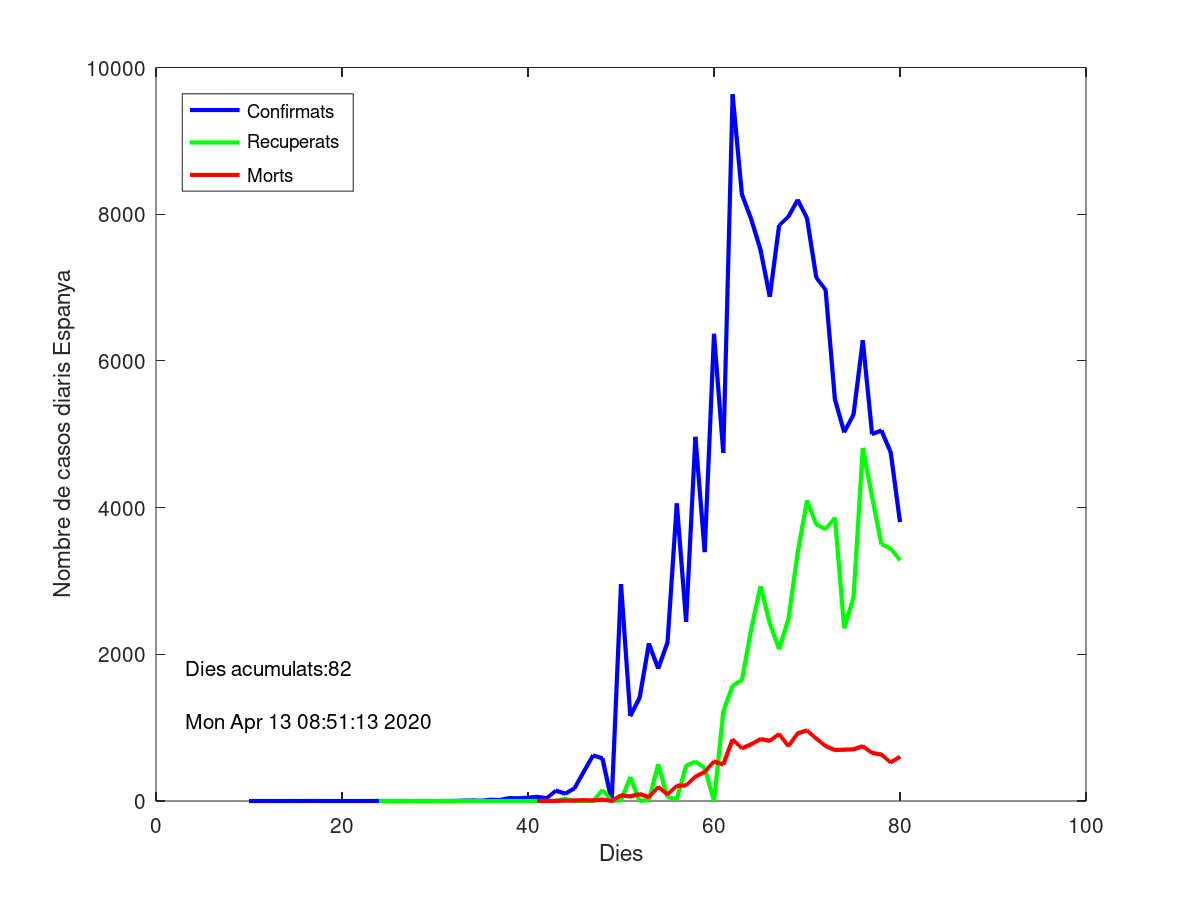 10000
8000
6000
4000
2000
0
Nombre de casos diaris Espanya
Confirmats
Recuperats
Morts
Dies acumulats:82
Mon Apr 13 08:51:13 2020
0 20 40 60 80 100
Dies